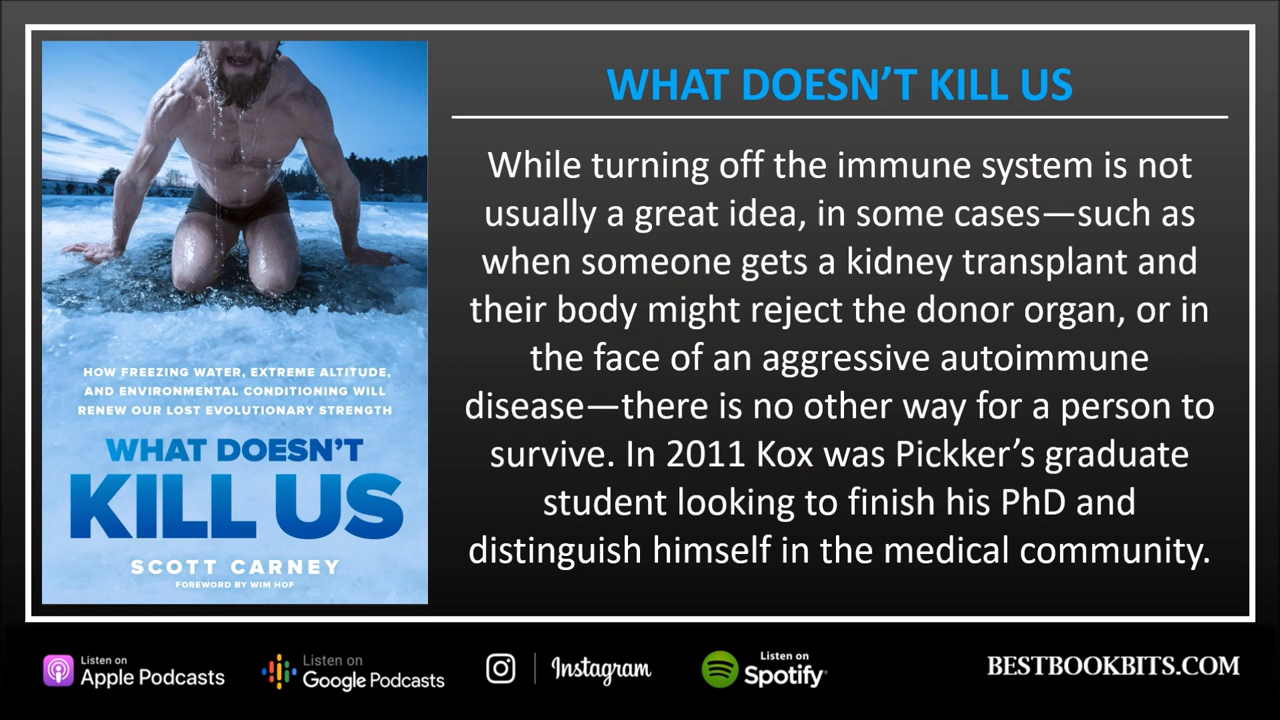 WHAT DOESN’T KILL US
While turning off the immune system is not
usually a great idea, in some cases—such as
when someone gets a kidney transplant and
their body might reject the donor organ, or in
the face of an aggressive autoimmune
disease—there is no other way for a person to
survive. In 2011 Kox was Pickker’s graduate
student looking to finish his PhD and
distinguish himself in the medical community.
HOW FREEZING WATER, EXTREME ALTITUDE,
AND ENVIRONMENTAL CONDITIONING WILL
RENEW OUR LOST EVOLUTIONARY STRENGTH
WHAT DOESN’T
KILL US
SCOTT CARNEY
FOREWORD BY WIM HOF
Listen on
Apple Podcasts
Listen on
Google Podcasts
Instagram
Listen on
Spotify
BESTBOOKBITS.COM